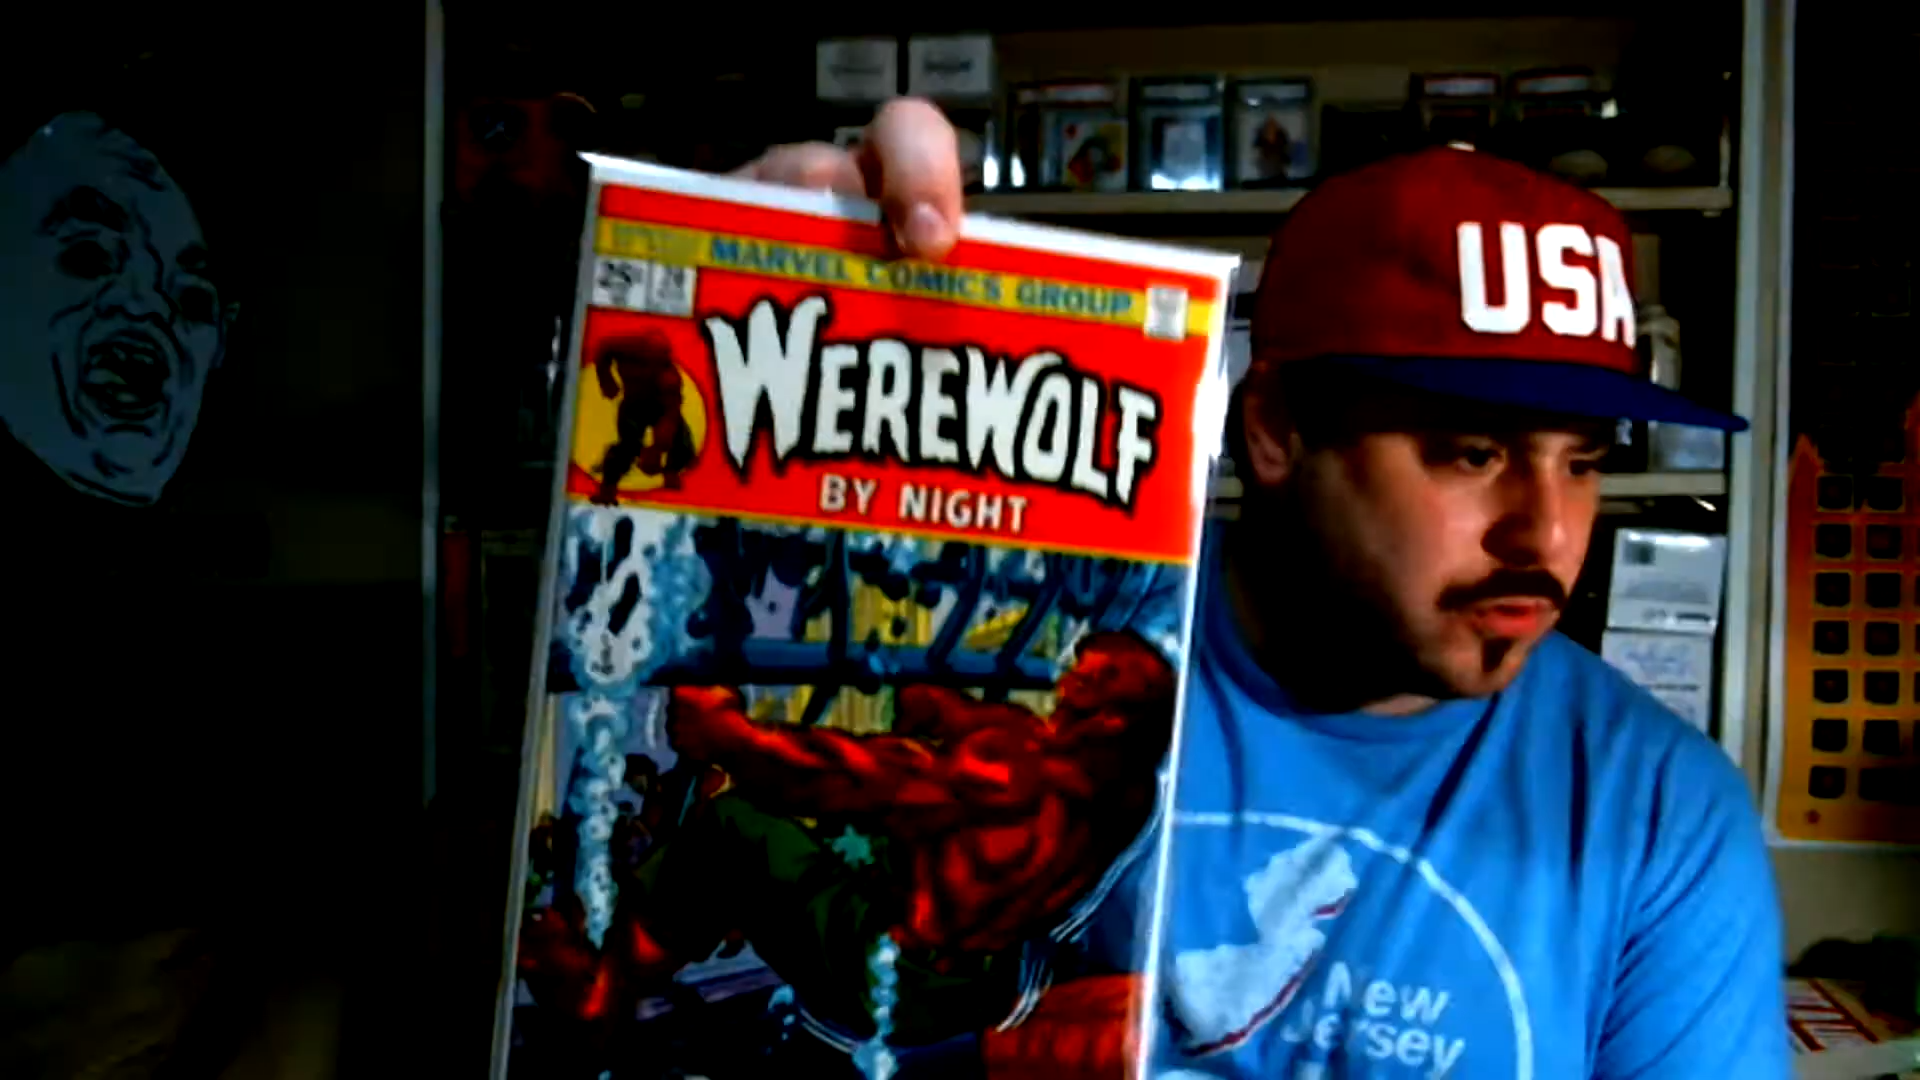 MARVEL COMICS GROUP
25¢
WEREWOLF
BY NIGHT
USA
New
Jersey